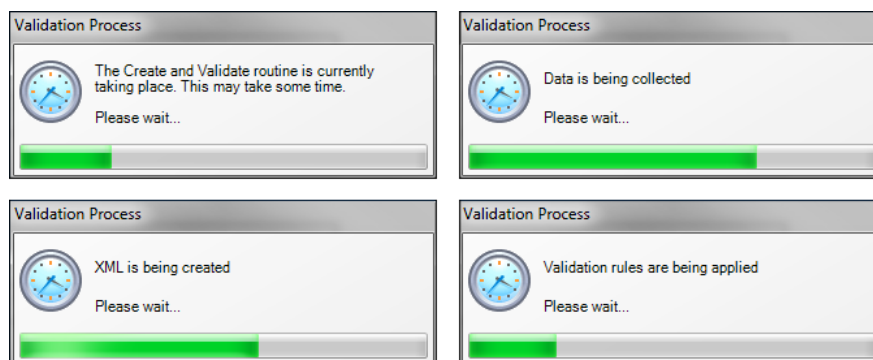 Validation Process
The Create and Validate routine is currently
taking place. This may take some time.
Please wait...
Validation Process
Data is being collected
Please wait...
Validation Process
XML is being created
Please wait...
Validation Process
Validation rules are being applied
Please wait...